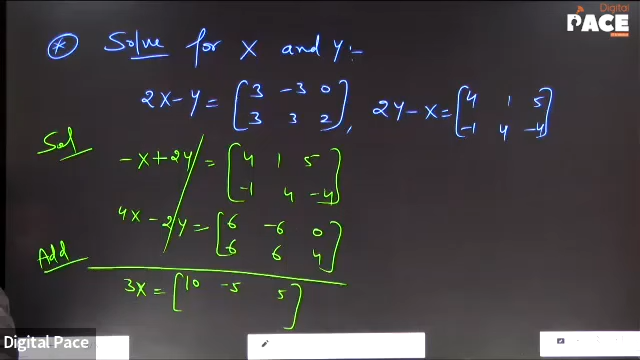 Digital
PACE
* Solve for X and Y:-
2X-Y = [3 -3 0
3 3 2], 2Y-X = [4 1 5
-1 4 -4]
Sol
-X+2Y = [4 1 5
-1 4 -4]
4X-2Y = [6 -6 0
6 6 4]
Add
3X = [10 -5 5]
Digital Pace